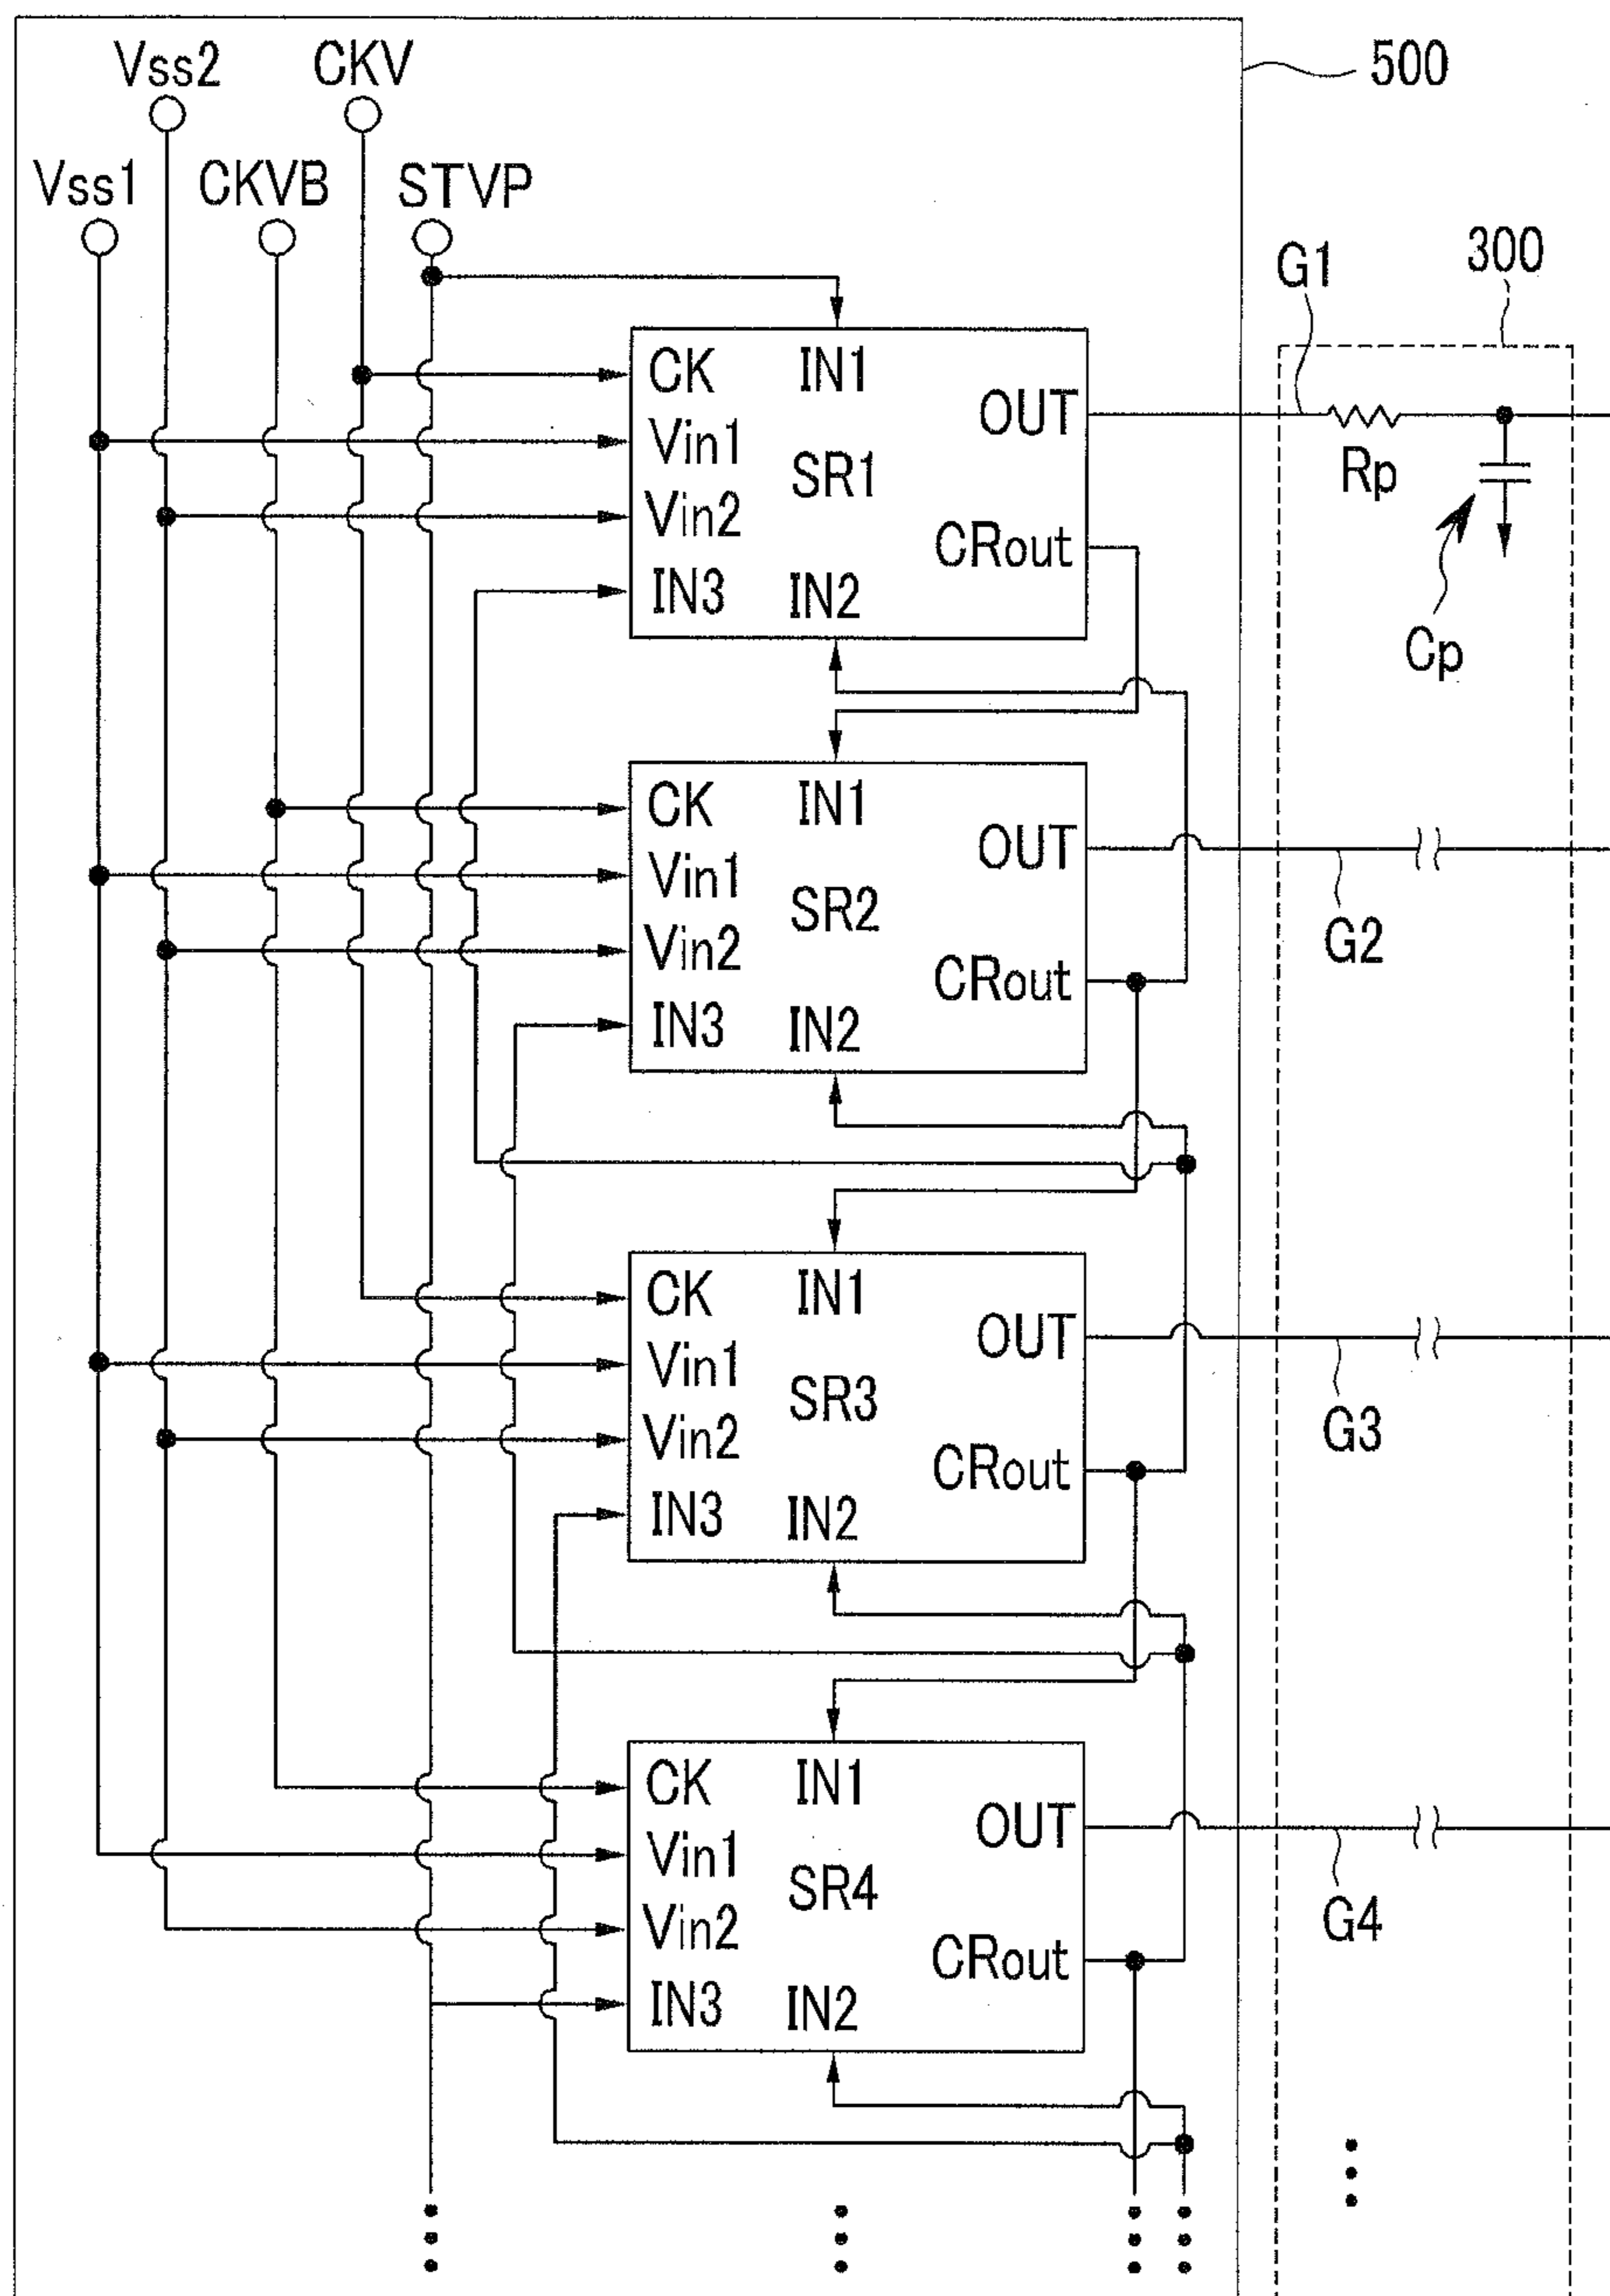 Vss2 CKV 500
Vss1 CKVB STVP
G1 300
CK IN1
OUT
Vin1
SR1
Vin2
CRout
IN3 IN2
Rp
Cp
CK IN1
OUT
Vin1
SR2
Vin2
CRout
IN3 IN2
G2
CK IN1
OUT
Vin1
SR3
Vin2
CRout
IN3 IN2
G3
CK IN1
OUT
Vin1
SR4
Vin2
CRout
IN3 IN2
G4